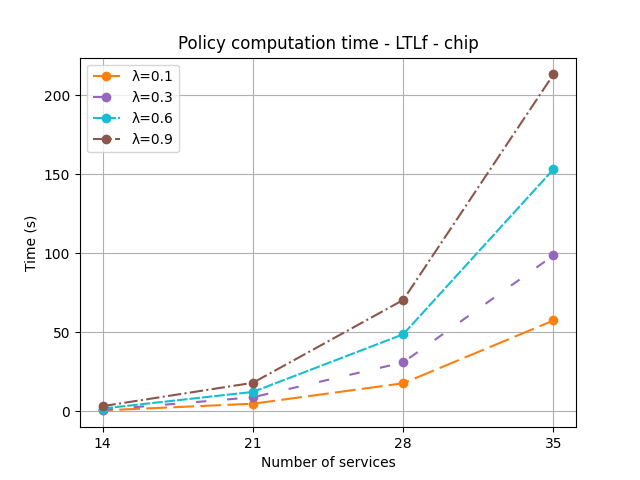 Policy computation time - LTLf - chip
λ=0.1
λ=0.3
λ=0.6
λ=0.9
Time (s)
200
150
100
50
0
14 21 28 35
Number of services